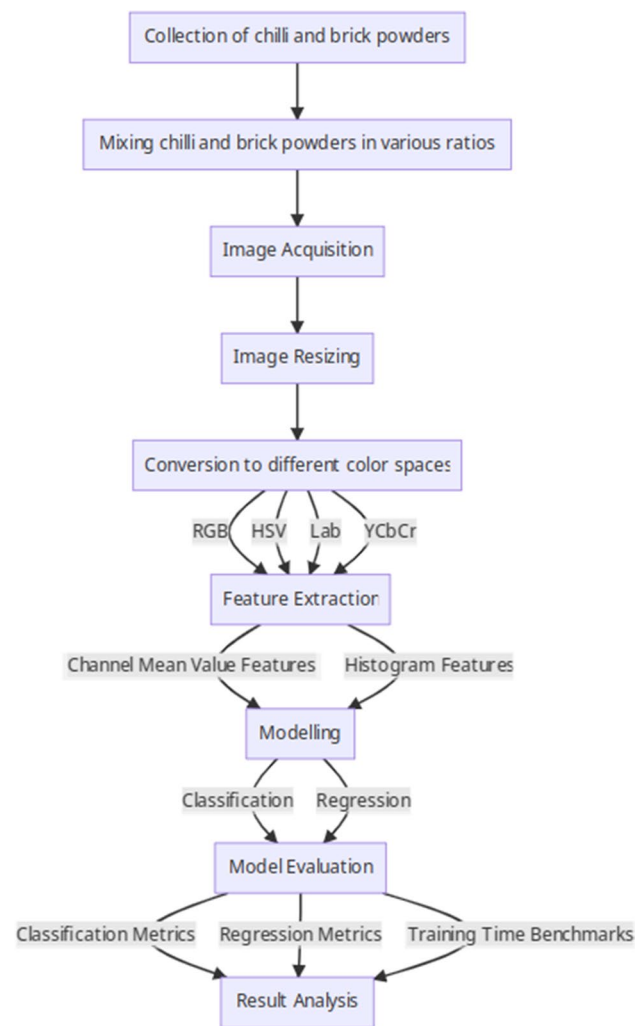 Collection of chilli and brick powders
Mixing chilli and brick powders in various ratios
Image Acquisition
Image Resizing
Conversion to different color spaces
RGB HSV Lab YCbCr
Feature Extraction
Channel Mean Value Features Histogram Features
Modelling
Classification Regression
Model Evaluation
Classification Metrics Regression Metrics Training Time Benchmarks
Result Analysis